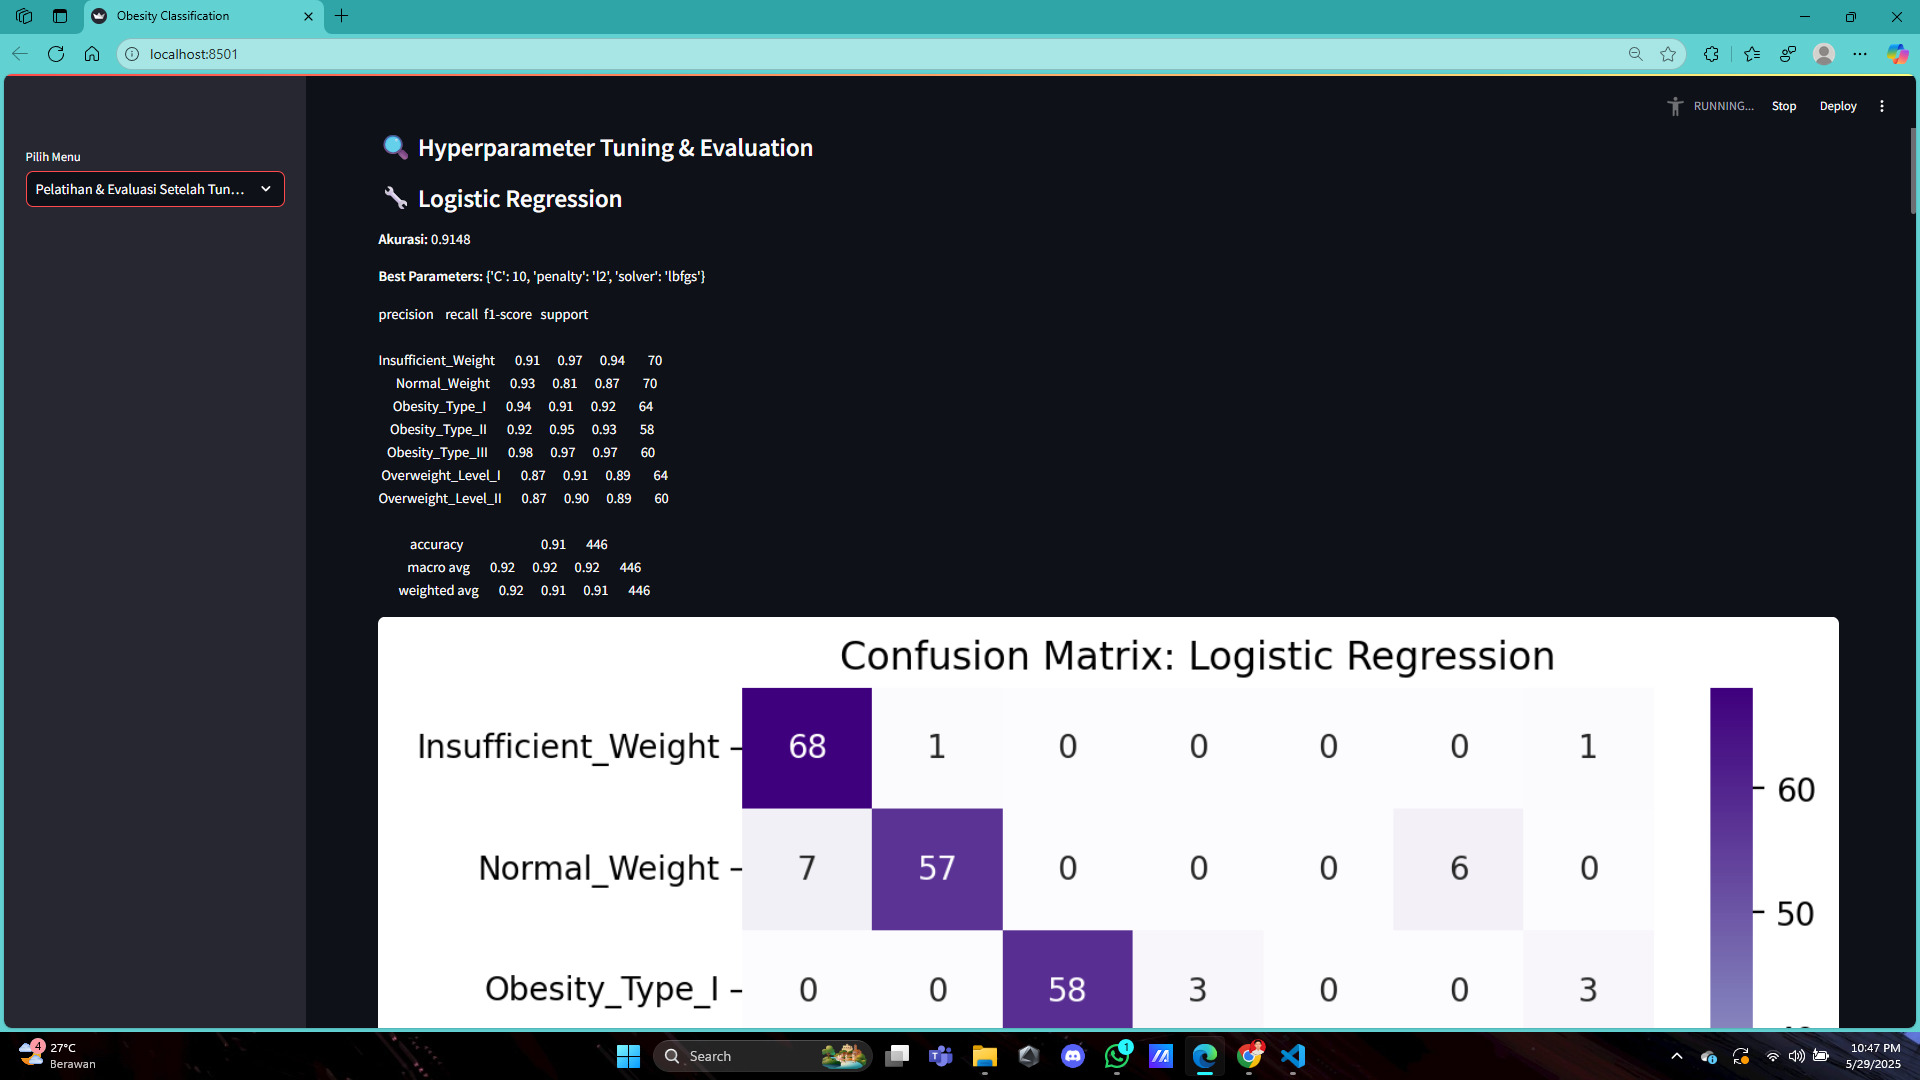 Obesity Classification
localhost:8501
RUNNING...
Stop
Deploy
Pilih Menu
Pelatihan & Evaluasi Setelah Tun...
Hyperparameter Tuning & Evaluation
Logistic Regression
Akurasi: 0.9148
Best Parameters: {'C': 10, 'penalty': 'l2', 'solver': 'lbfgs'}
precision recall f1-score support
Insufficient_Weight 0.91 0.97 0.94 70
Normal_Weight 0.93 0.81 0.87 70
Obesity_Type_I 0.94 0.91 0.92 64
Obesity_Type_II 0.92 0.95 0.93 58
Obesity_Type_III 0.98 0.97 0.97 60
Overweight_Level_I 0.87 0.91 0.89 64
Overweight_Level_II 0.87 0.90 0.89 60
accuracy 0.91 446
macro avg 0.92 0.92 0.92 446
weighted avg 0.92 0.91 0.91 446
Confusion Matrix: Logistic Regression
Insufficient_Weight 68 1 0 0 0 0 1
60
Normal_Weight 7 57 0 0 0 6 0
50
Obesity_Type_I 0 0 58 3 0 0 3
4
27°C
Berawan
Search
1
10:47 PM
5/29/2025